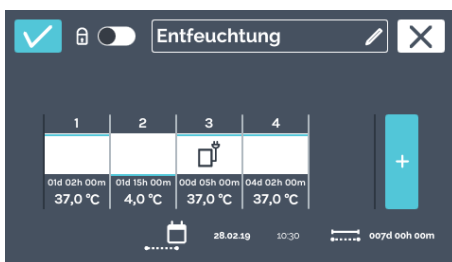 Entfeuchtung
1 2 3 4
01d 02h 00m 01d 15h 00m 00d 05h 00m 04d 02h 00m
+
37,0 °C 4,0 °C 37,0 °C 37,0 °C
28.02.19 10:30 007d 00h 00m